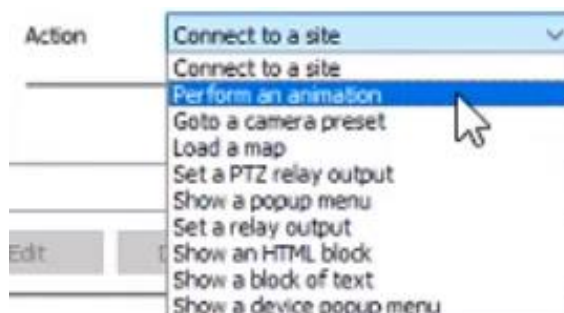 Action Connect to a site
Connect to a site
Perform an animation
Goto a camera preset
Load a map
Set a PTZ relay output
Show a popup menu
Set a relay output
Edit Show an HTML block
Show a block of text
Show a device popup menu